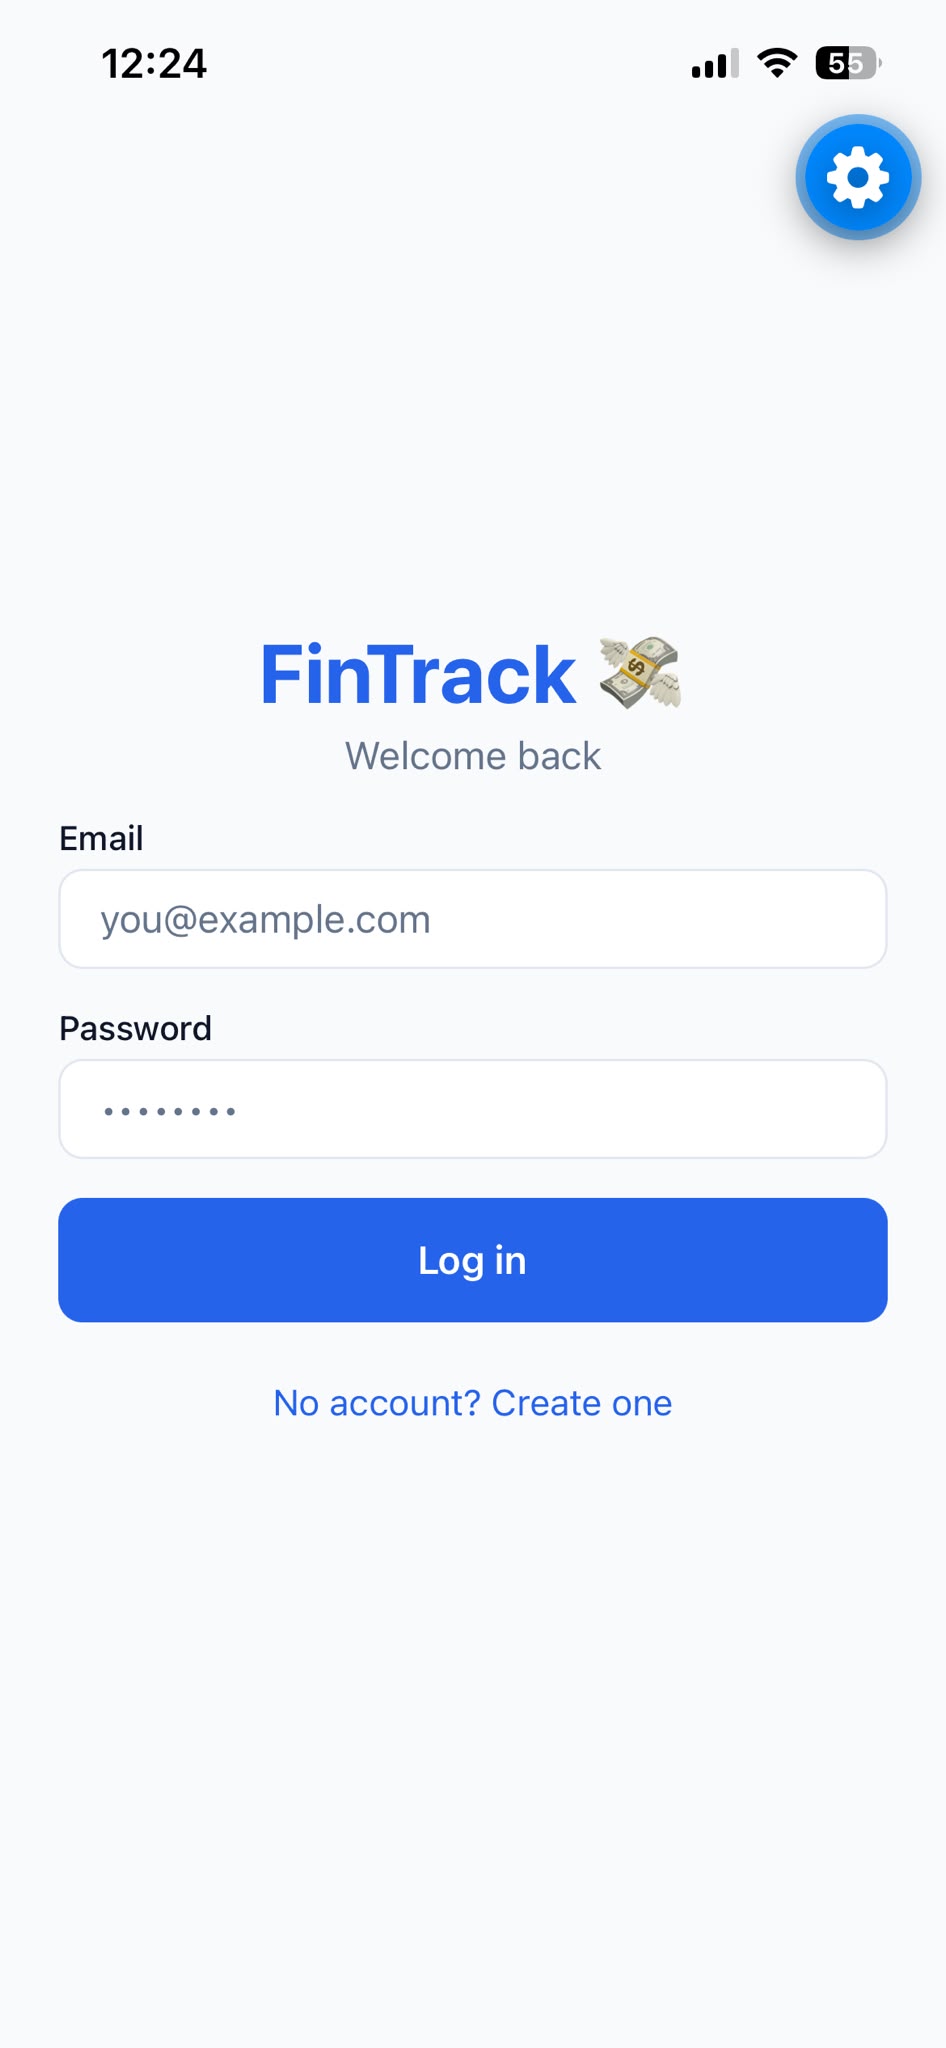 12:24
55
FinTrack 💸
Welcome back
Email
you@example.com
Password
••••••••
Log in
No account? Create one